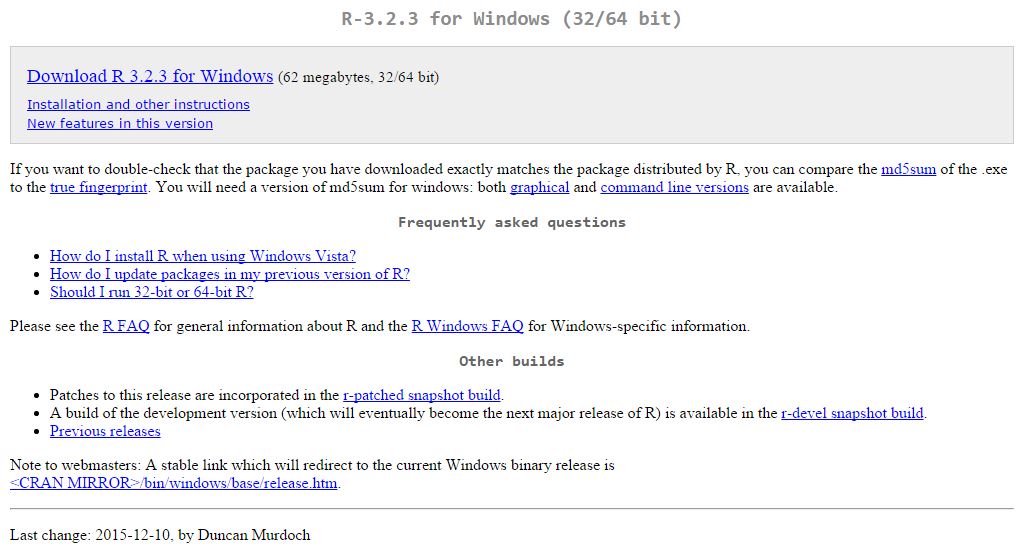 R-3.2.3 for Windows (32/64 bit)
Download R 3.2.3 for Windows (62 megabytes, 32/64 bit)
Installation and other instructions
New features in this version
If you want to double-check that the package you have downloaded exactly matches the package distributed by R, you can compare the md5sum of the .exe
to the true fingerprint. You will need a version of md5sum for windows: both graphical and command line versions are available.
Frequently asked questions
• How do I install R when using Windows Vista?
• How do I update packages in my previous version of R?
• Should I run 32-bit or 64-bit R?
Please see the R FAQ for general information about R and the R Windows FAQ for Windows-specific information.
Other builds
• Patches to this release are incorporated in the r-patched snapshot build.
• A build of the development version (which will eventually become the next major release of R) is available in the r-devel snapshot build.
• Previous releases
Note to webmasters: A stable link which will redirect to the current Windows binary release is
<CRAN MIRROR>/bin/windows/base/release.htm.
Last change: 2015-12-10, by Duncan Murdoch